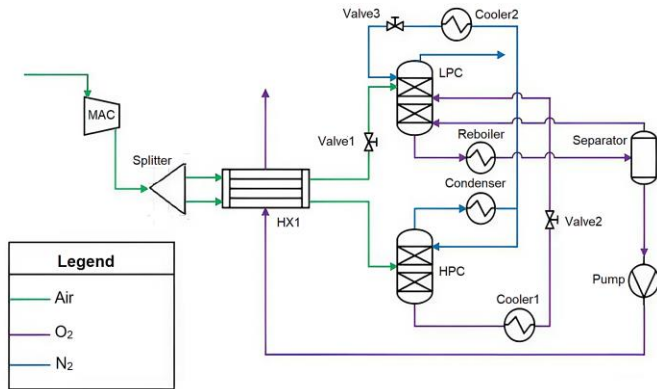 Valve3
Cooler2
LPC
MAC
Valve1
Splitter
Reboiler
Separator
Condenser
HX1
Valve2
HPC
Cooler1
Pump
Legend
Air
O₂
N₂